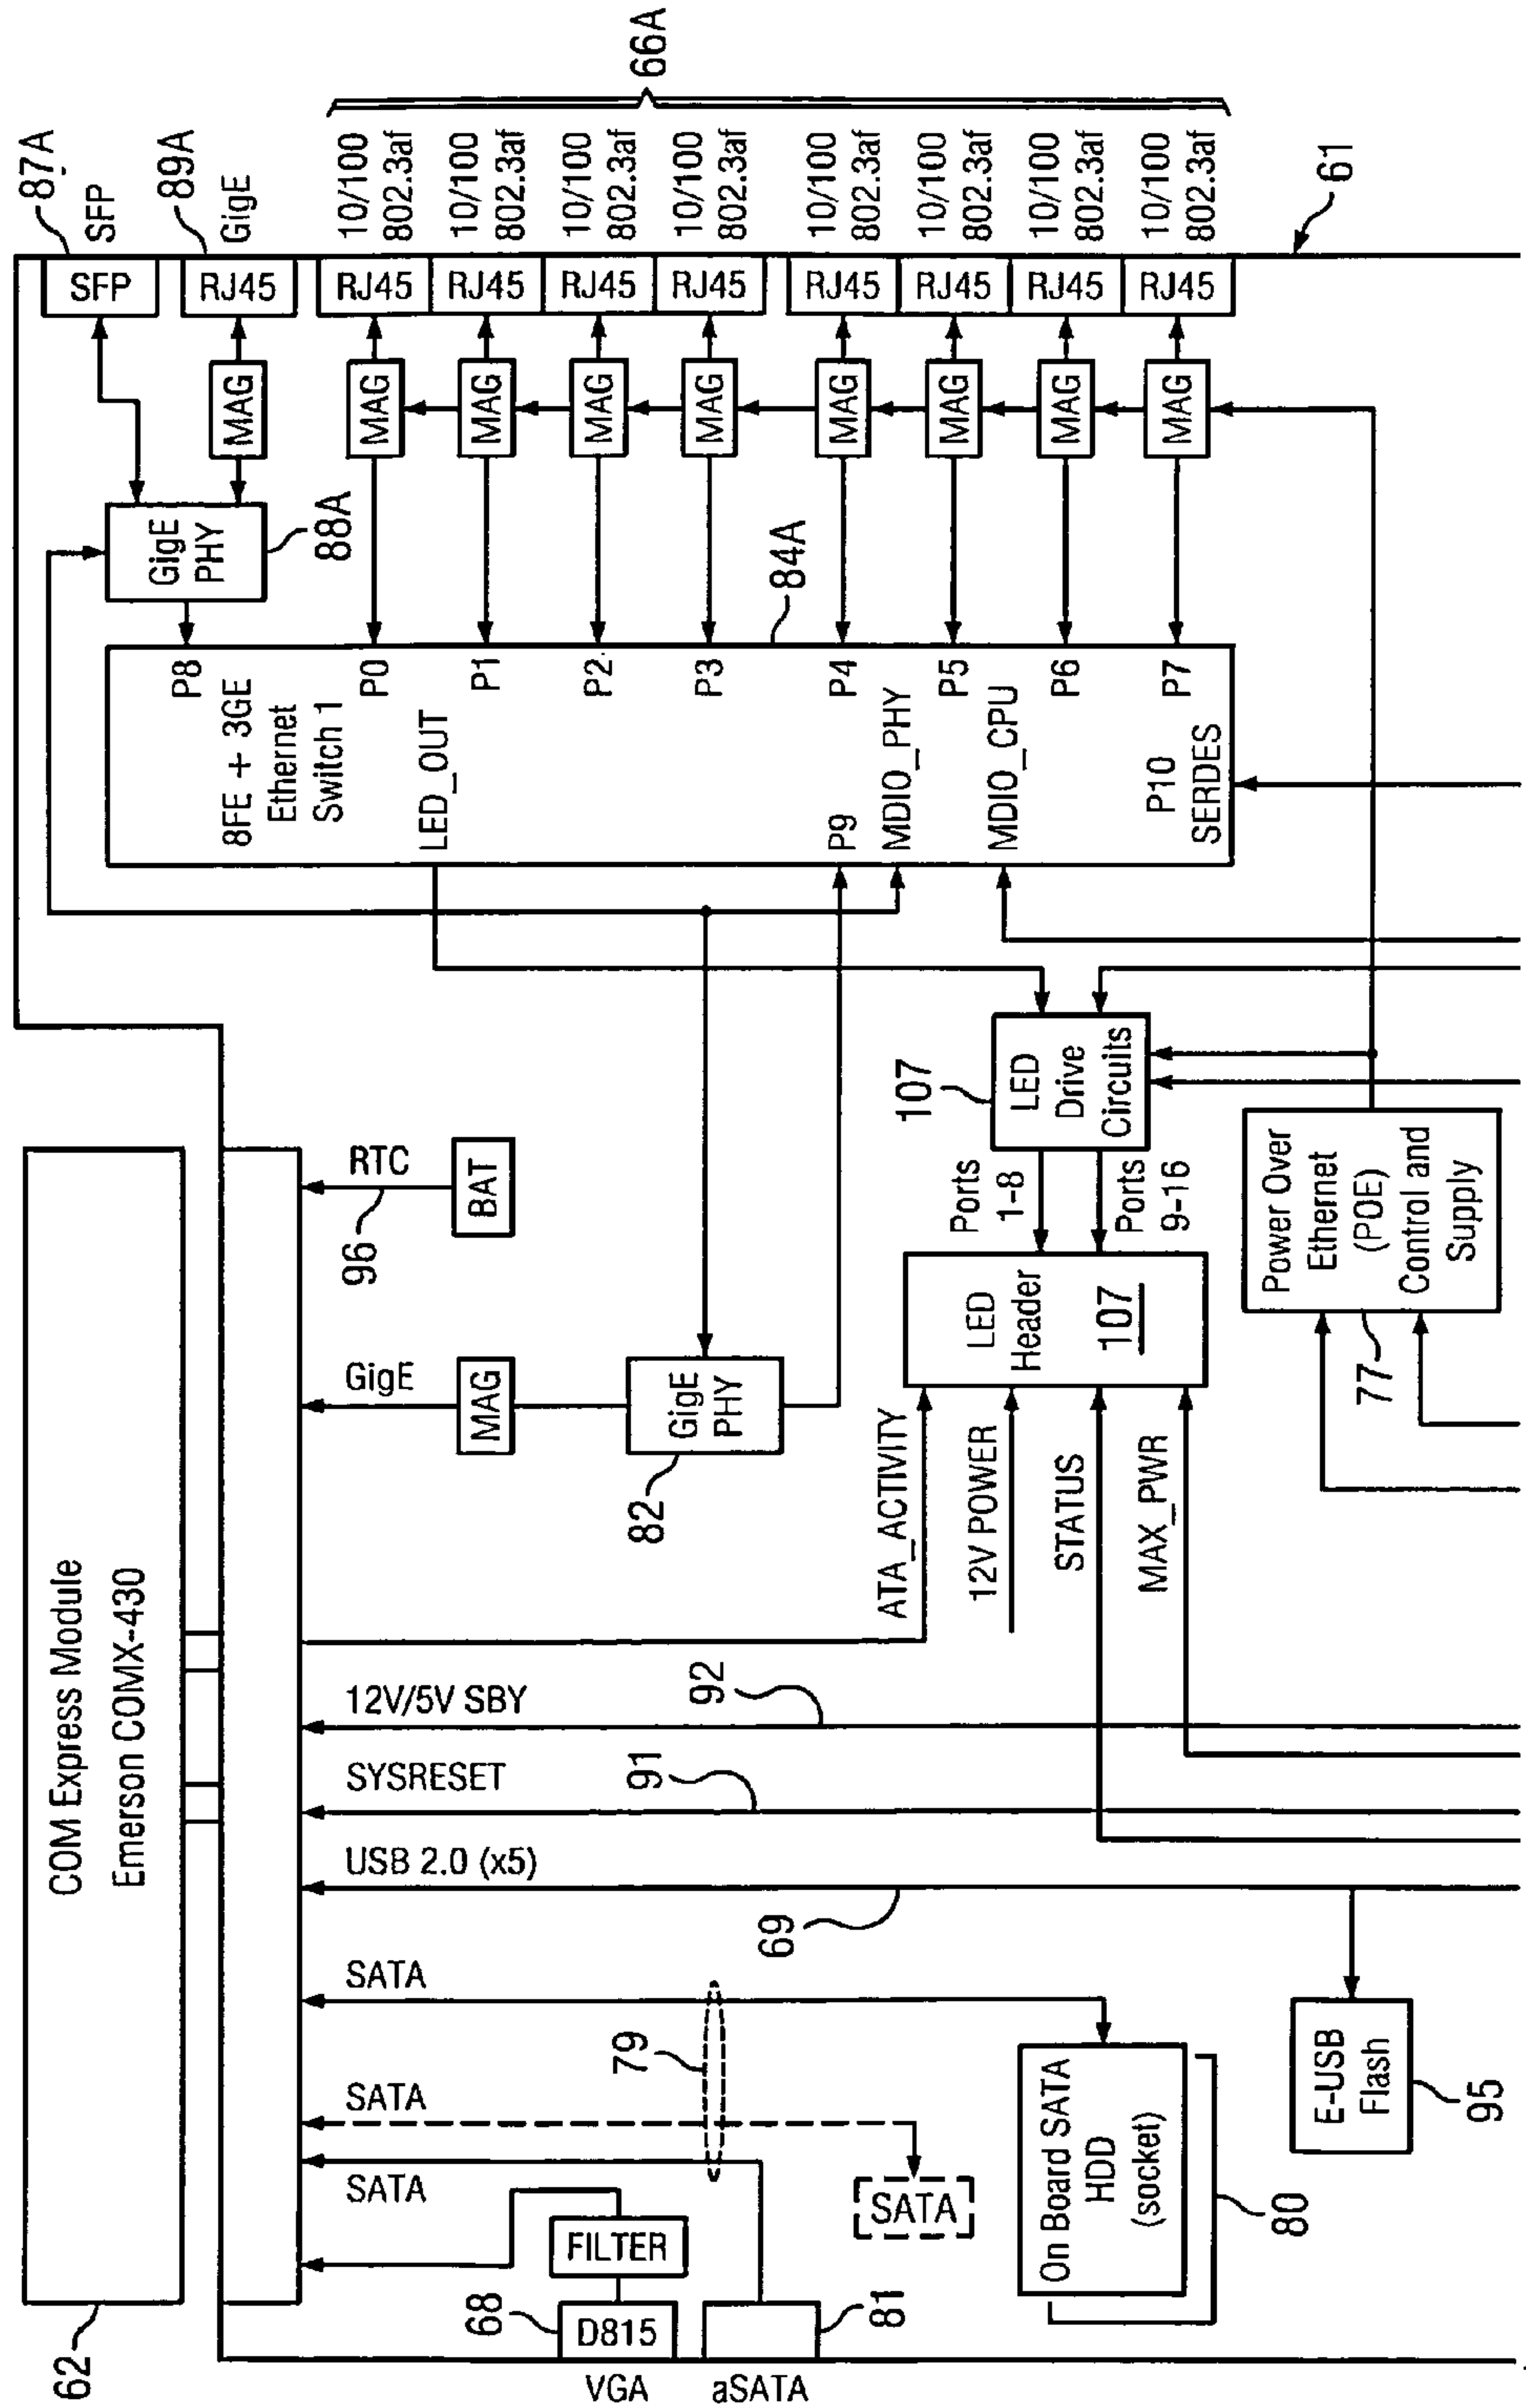 62
COM Express Module
Emerson COMX-430
VGA
D815
68
FILTER
aSATA
81
SATA
SATA
SATA
79
SATA
On Board SATA
HDD
(socket)
80
USB 2.0 (x5)
69
E-USB
Flash
95
SYSRESET
91
12V/5V SBY
92
ATA_ACTIVITY
12V POWER
STATUS
MAX_PWR
GigE
MAG
GigE
PHY
82
RTC
96
BAT
LED
Header
107
Ports
1-8
Ports
9-16
LED
Drive
Circuits
107
Power Over
Ethernet
(POE)
Control and
Supply
77
8FE + 3GE
Ethernet
Switch 1
LED_OUT
P9
MDIO_PHY
MDIO_CPU
P10
SERDES
P8
P0
P1
P2
P3
P4
P5
P6
P7
84A
GigE
PHY
88A
MAG
MAG
MAG
MAG
MAG
MAG
MAG
MAG
MAG
SFP
RJ45
RJ45
RJ45
RJ45
RJ45
RJ45
RJ45
RJ45
RJ45
87A
SFP
89A
GigE
10/100
802.3af
10/100
802.3af
10/100
802.3af
10/100
802.3af
10/100
802.3af
10/100
802.3af
10/100
802.3af
10/100
802.3af
66A
61